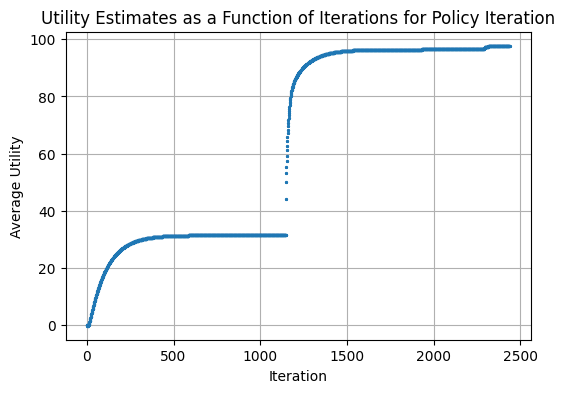 Utility Estimates as a Function of Iterations for Policy Iteration
100
80
60
40
20
0
Average Utility
0 500 1000 1500 2000 2500
Iteration